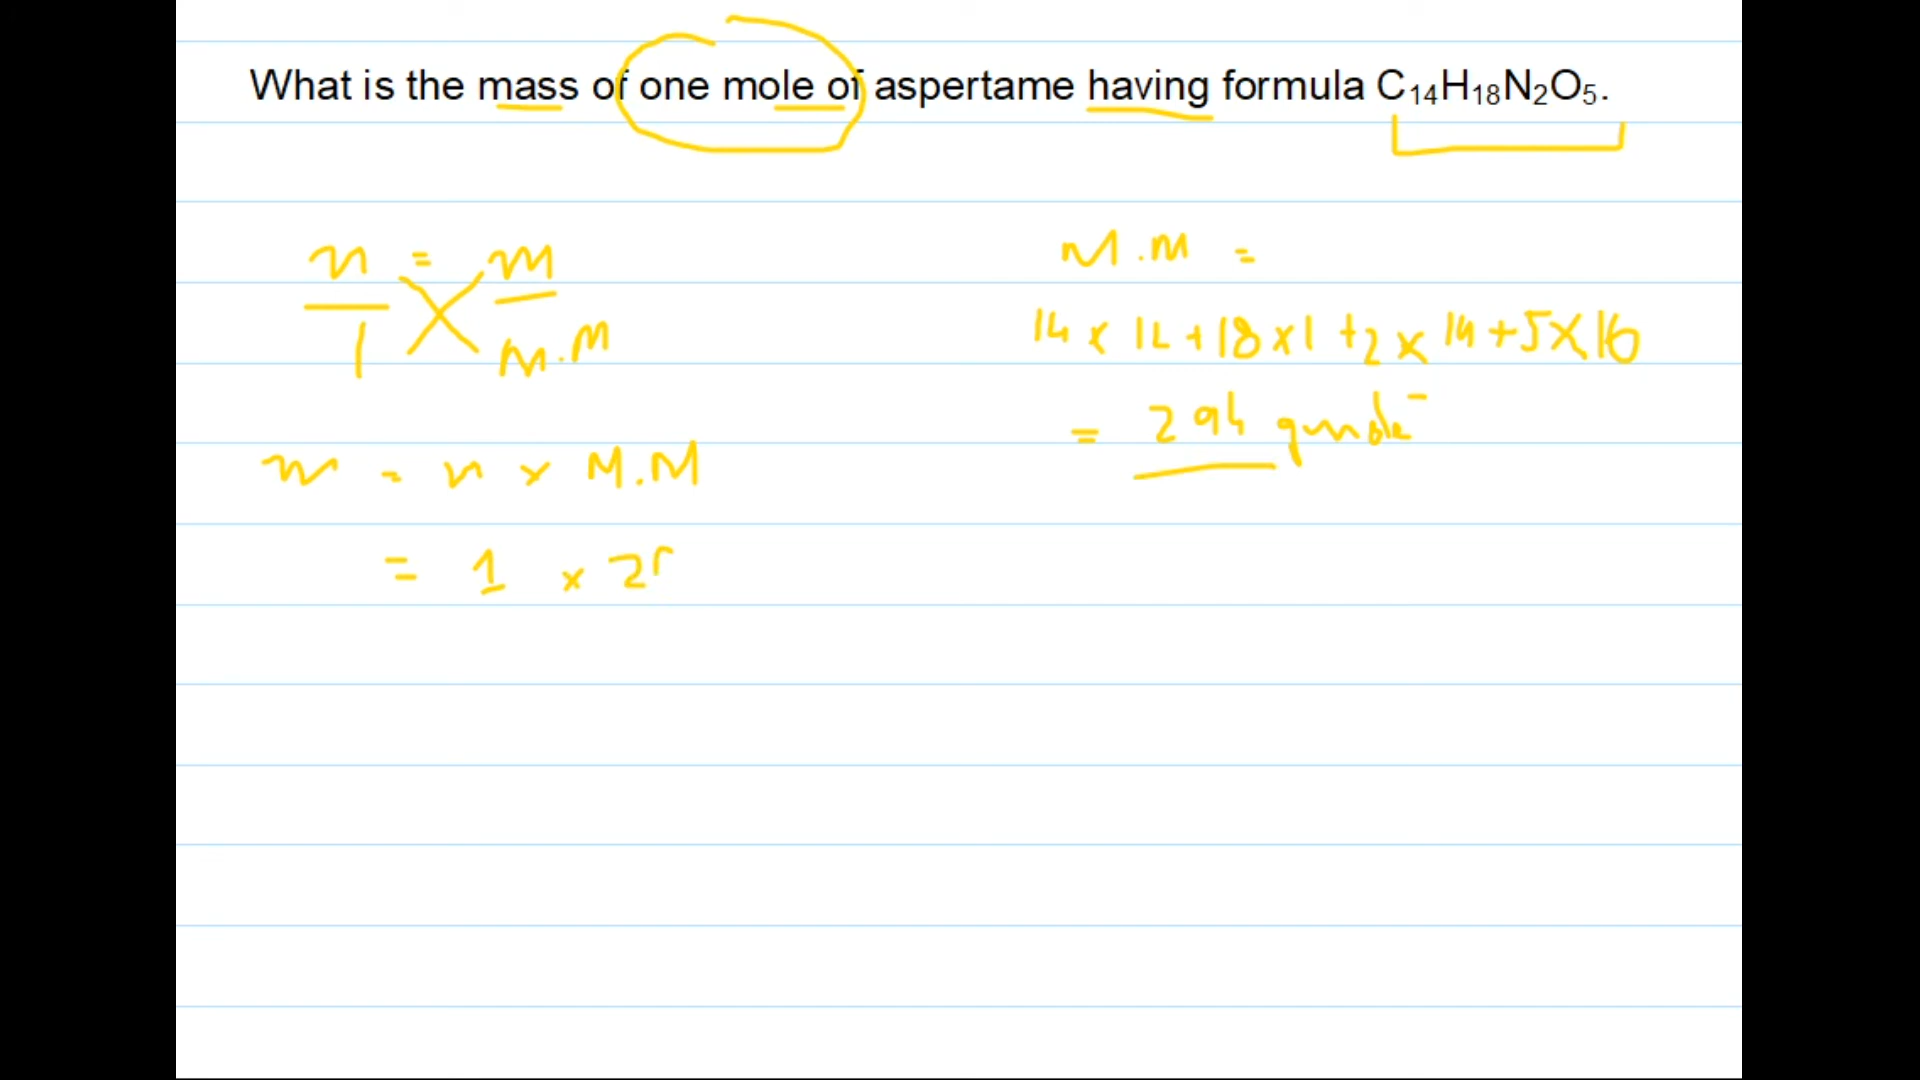 What is the mass of one mole of aspertame having formula C₁₄H₁₈N₂O₅.
n/1 = m/M.M
m = n × M.M
= 1 × 2
M.M =
14 × 12 + 18 × 1 + 2 × 14 + 5 × 16
= 294 gmole⁻